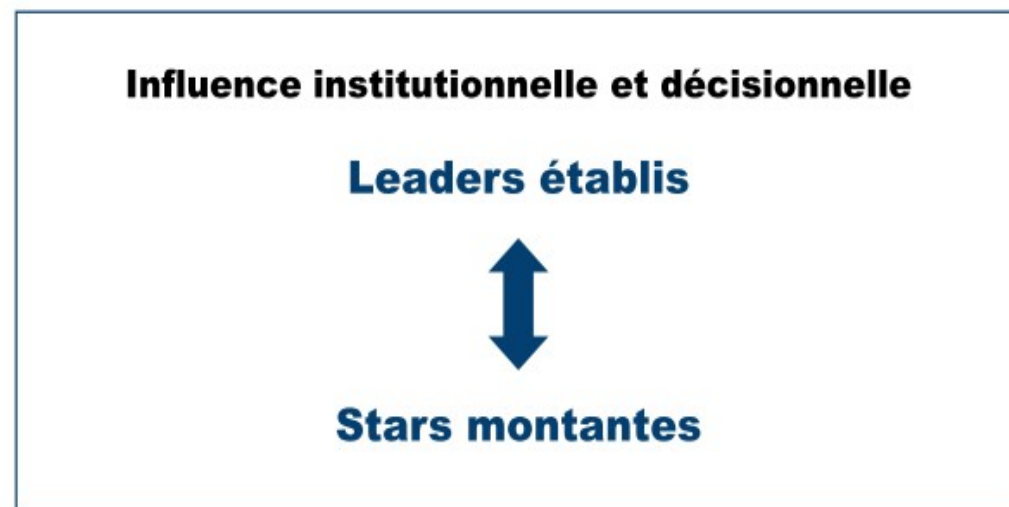 Influence institutionnelle et décisionnelle
Leaders établis
Stars montantes